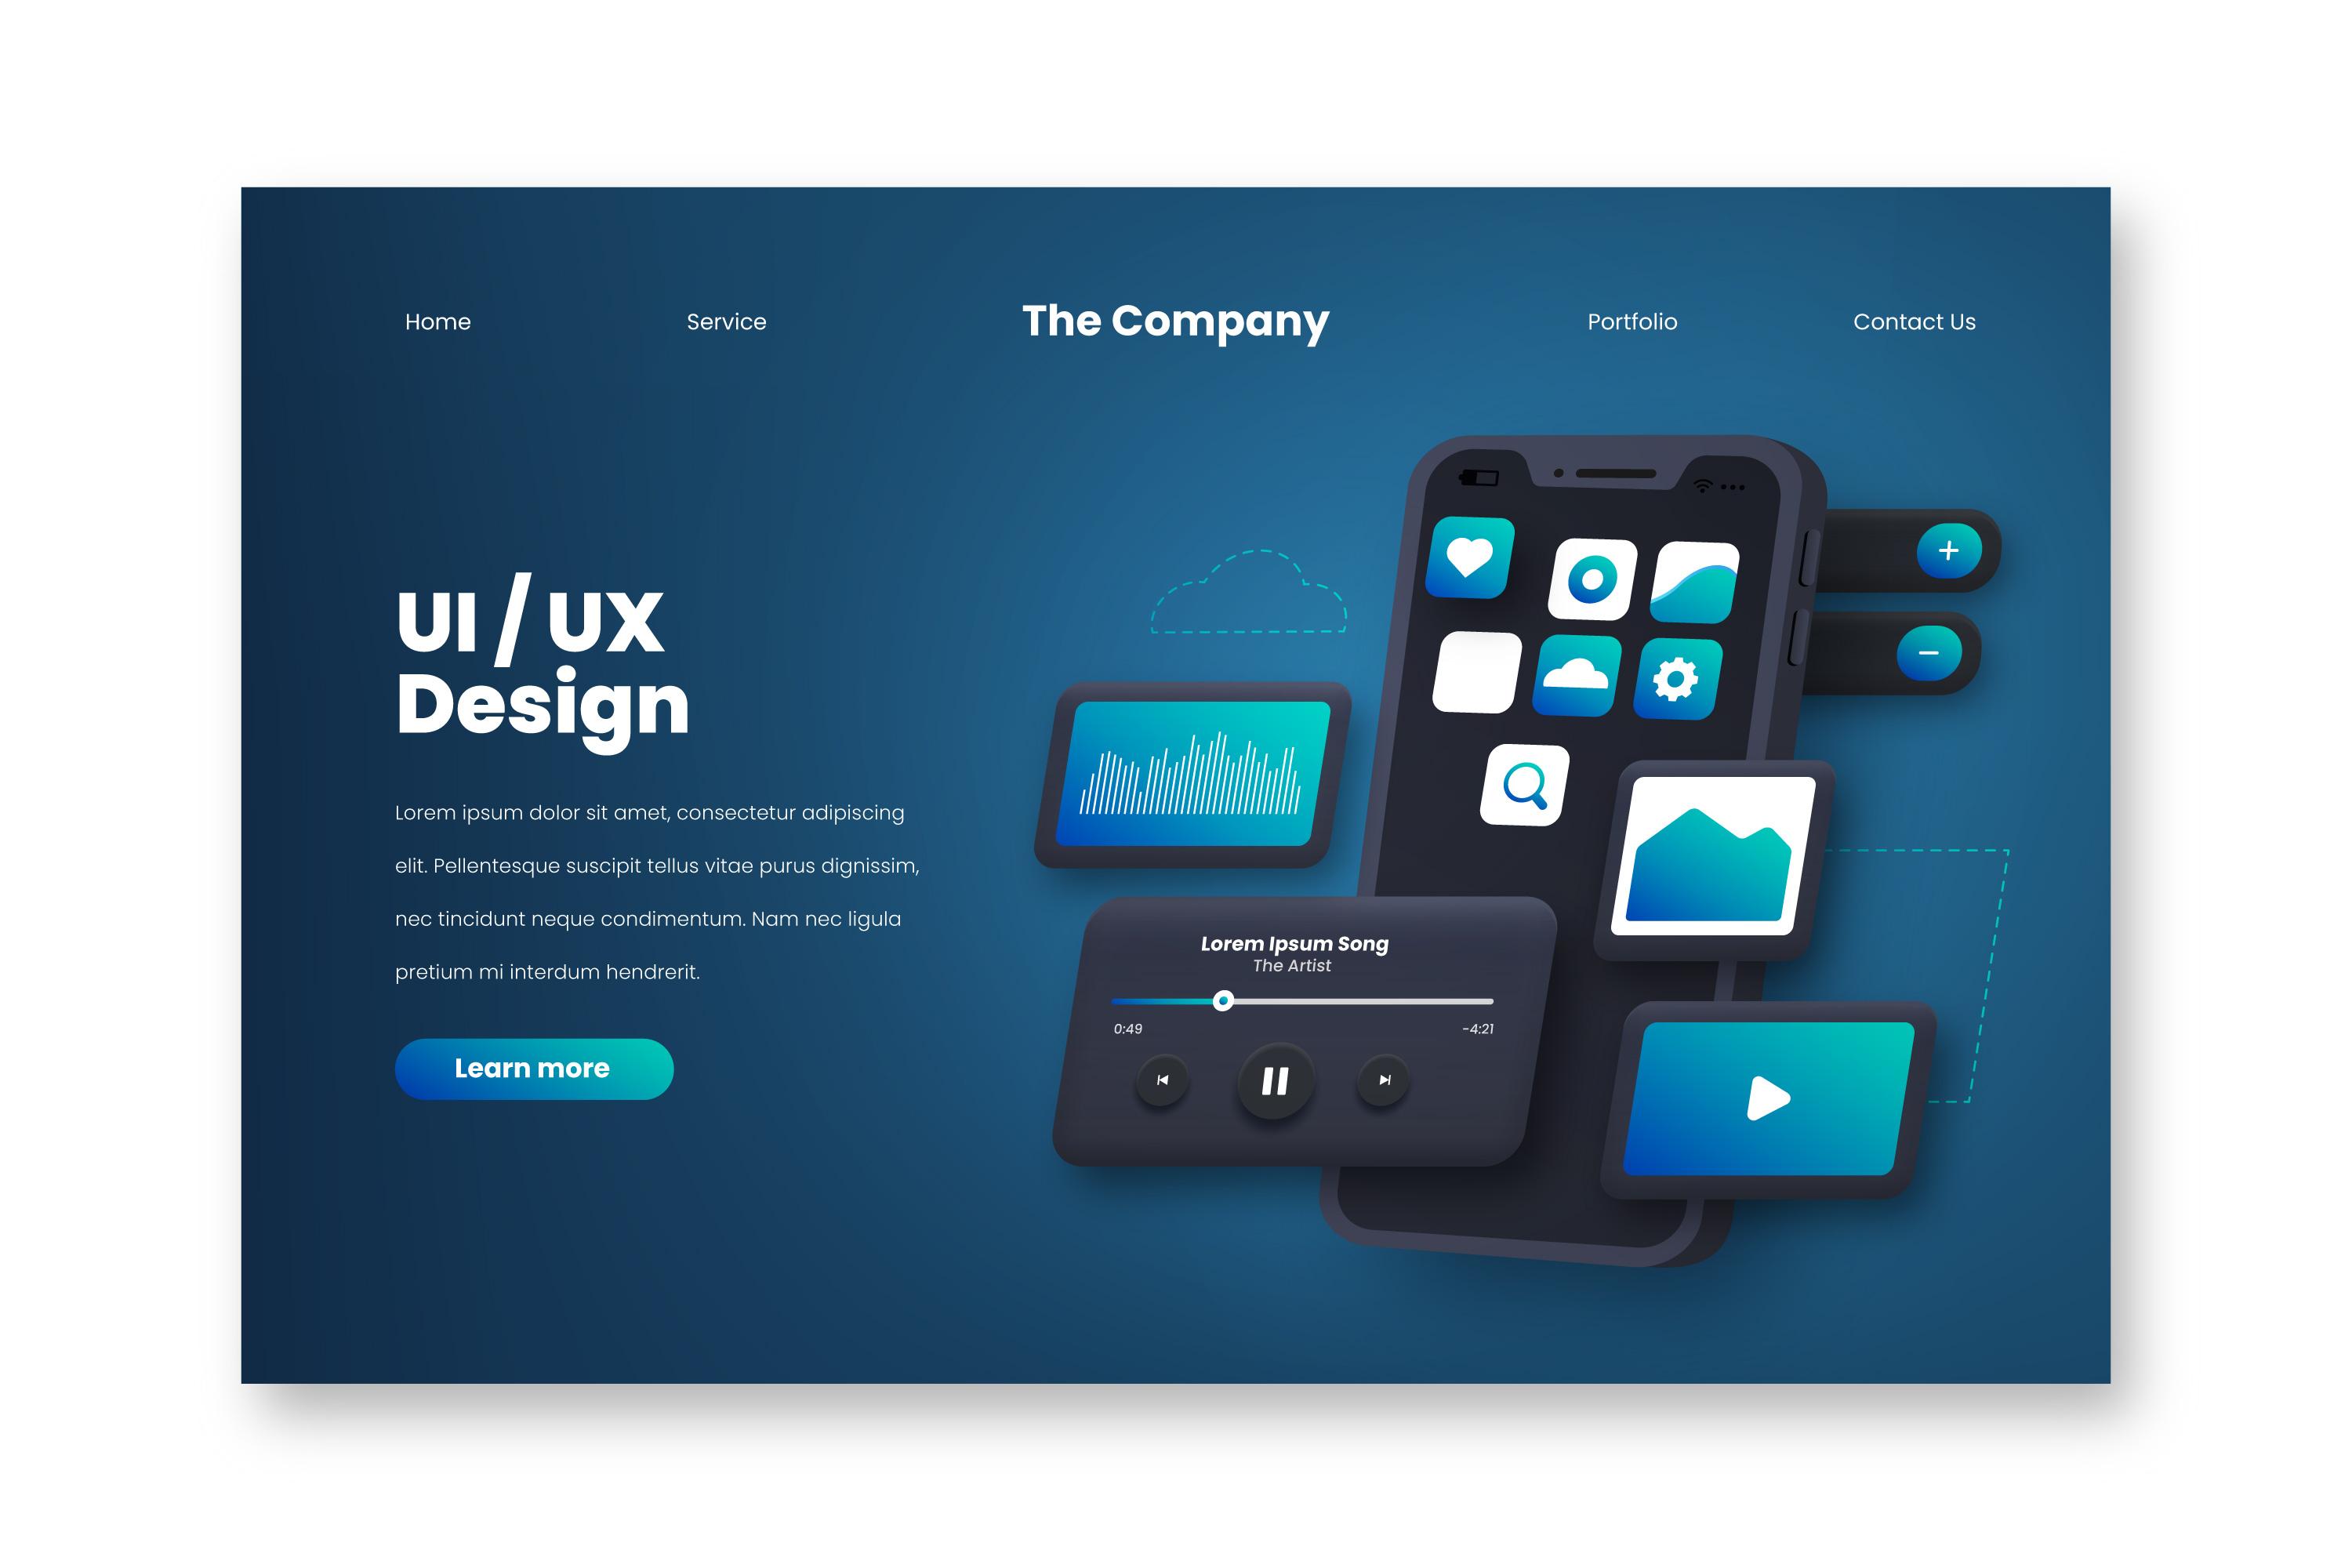 Home
Service
The Company
Portfolio
Contact Us
UI / UX
Design
Lorem ipsum dolor sit amet, consectetur adipiscing
elit. Pellentesque suscipit tellus vitae purus dignissim,
nec tincidunt neque condimentum. Nam nec ligula
pretium mi interdum hendrerit.
Learn more
Lorem Ipsum Song
The Artist
0:49
-4:21